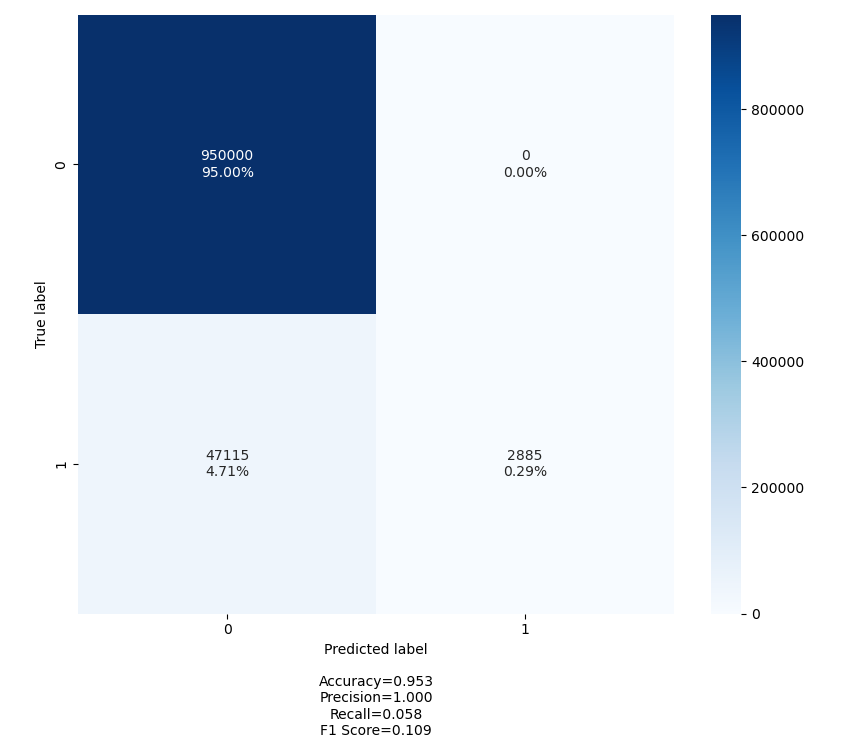 950000
95.00%
0
0.00%
47115
4.71%
2885
0.29%
0
1
True label
0
1
Predicted label
800000
600000
400000
200000
0
Accuracy=0.953
Precision=1.000
Recall=0.058
F1 Score=0.109